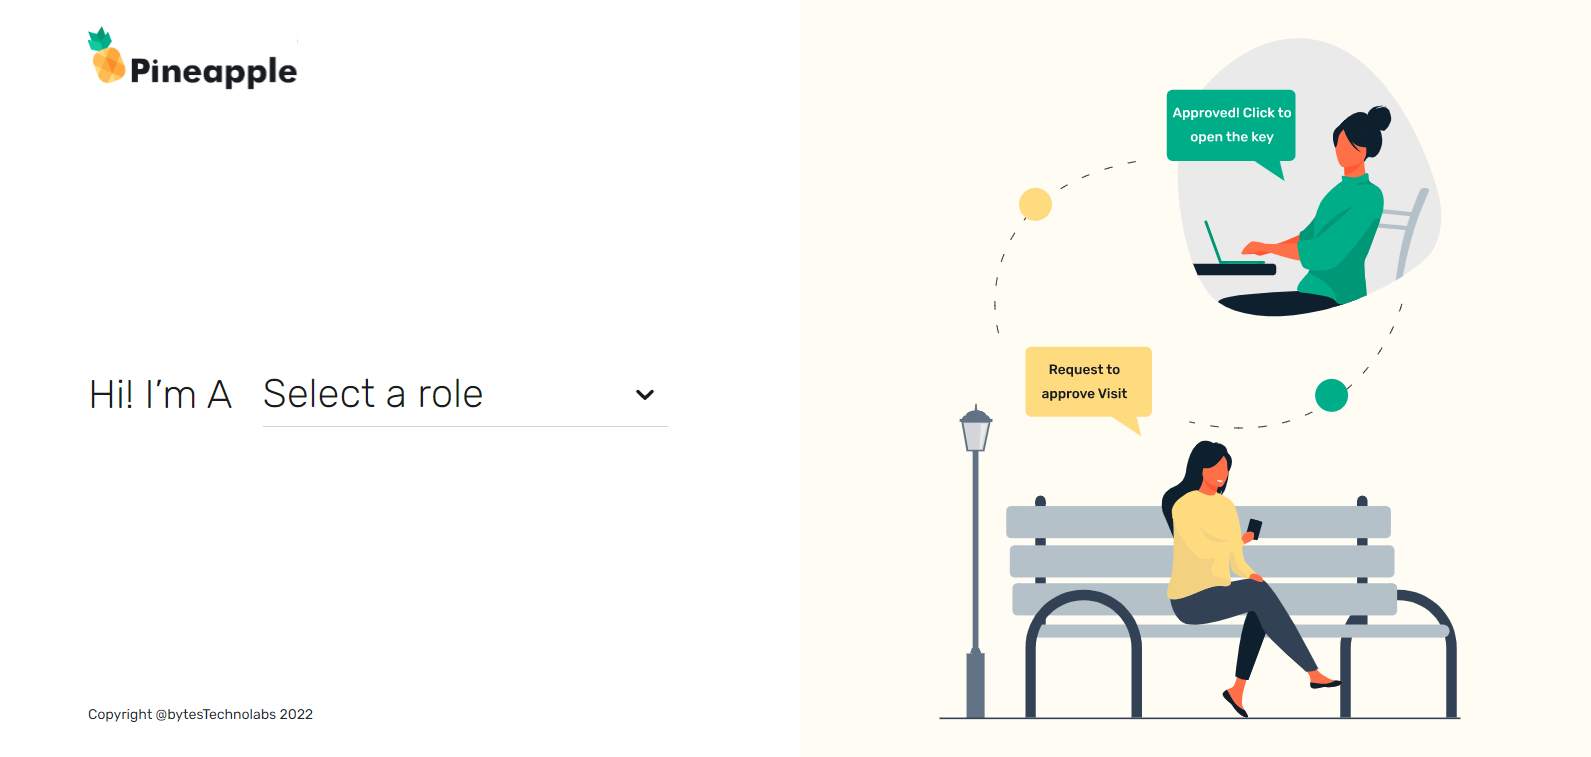 Pineapple
Hi! I’m A Select a role
Copyright @bytesTechnolabs 2022
Approved! Click to
open the key
Request to
approve Visit